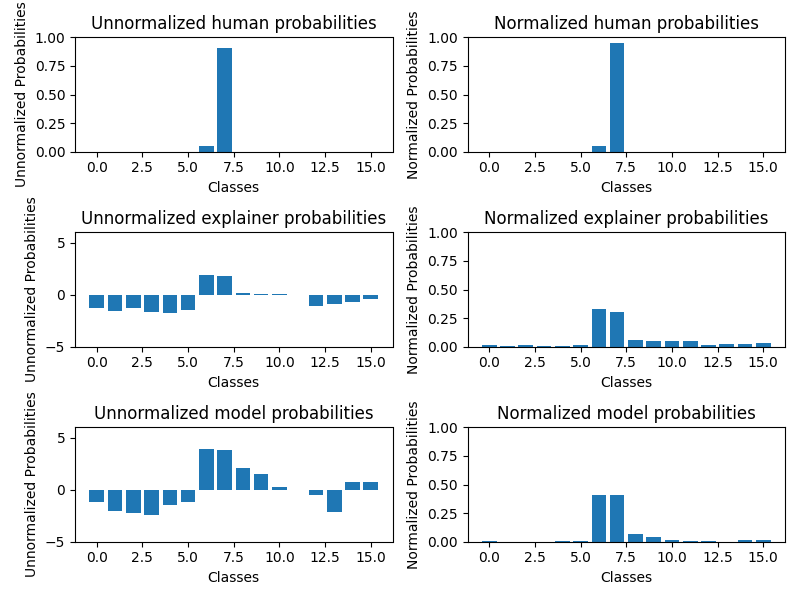 Unnormalized human probabilities
Unnormalized Probabilities
1.00
0.75
0.50
0.25
0.00
0.0 2.5 5.0 7.5 10.0 12.5 15.0
Classes
Normalized human probabilities
Normalized Probabilities
1.00
0.75
0.50
0.25
0.00
0.0 2.5 5.0 7.5 10.0 12.5 15.0
Classes
Unnormalized explainer probabilities
Unnormalized Probabilities
5
0
−5
0.0 2.5 5.0 7.5 10.0 12.5 15.0
Classes
Normalized explainer probabilities
Normalized Probabilities
1.00
0.75
0.50
0.25
0.00
0.0 2.5 5.0 7.5 10.0 12.5 15.0
Classes
Unnormalized model probabilities
Unnormalized Probabilities
5
0
−5
0.0 2.5 5.0 7.5 10.0 12.5 15.0
Classes
Normalized model probabilities
Normalized Probabilities
1.00
0.75
0.50
0.25
0.00
0.0 2.5 5.0 7.5 10.0 12.5 15.0
Classes